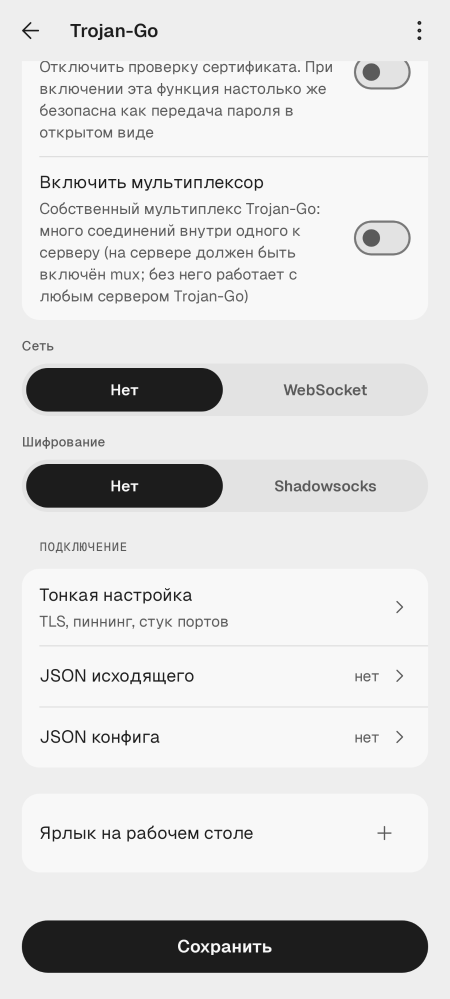 Trojan-Go
Отключить проверку сертификата. При
включении эта функция настолько же
безопасна как передача пароля в
открытом виде
Включить мультиплексор
Собственный мультиплекс Trojan-Go:
много соединений внутри одного к
серверу (на сервере должен быть
включён mux; без него работает с
любым сервером Trojan-Go)
Сеть
Нет WebSocket
Шифрование
Нет Shadowsocks
ПОДКЛЮЧЕНИЕ
Тонкая настройка
TLS, пиннинг, стук портов
JSON исходящего нет
JSON конфига нет
Ярлык на рабочем столе
Сохранить